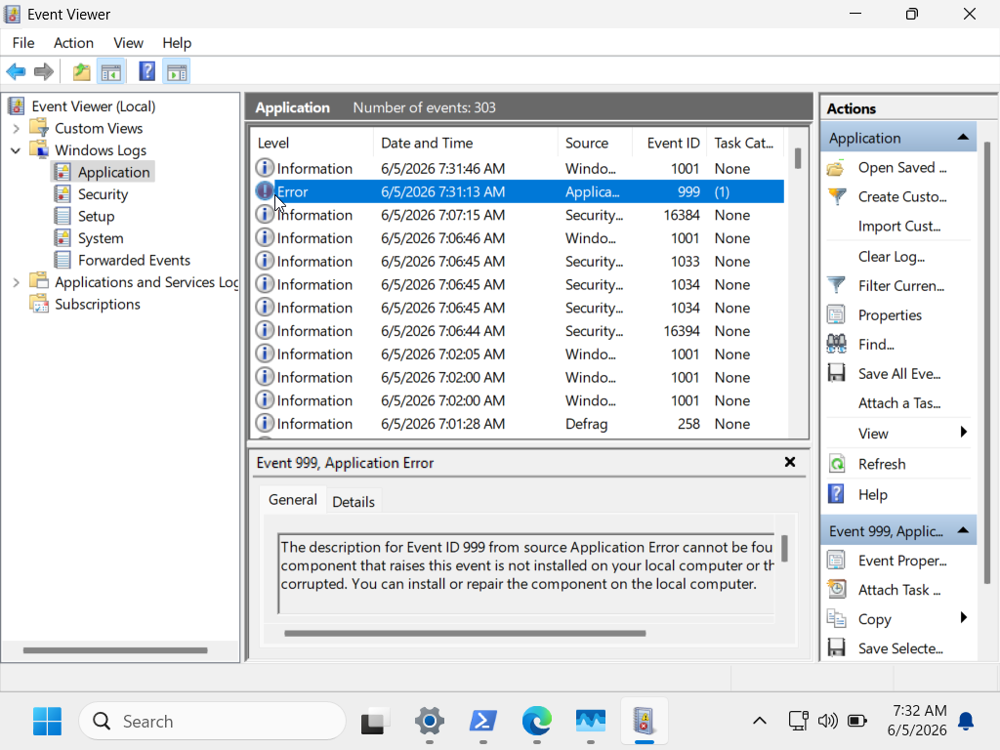 Event Viewer
File Action View Help
Event Viewer (Local)
Custom Views
Windows Logs
Application
Security
Setup
System
Forwarded Events
Applications and Services Log
Subscriptions
Application Number of events: 303
Level Date and Time Source Event ID Task Cat...
Information 6/5/2026 7:31:46 AM Windo... 1001 None
Error 6/5/2026 7:31:13 AM Applica... 999 (1)
Information 6/5/2026 7:07:15 AM Security... 16384 None
Information 6/5/2026 7:06:46 AM Windo... 1001 None
Information 6/5/2026 7:06:45 AM Security... 1033 None
Information 6/5/2026 7:06:45 AM Security... 1034 None
Information 6/5/2026 7:06:45 AM Security... 1034 None
Information 6/5/2026 7:06:44 AM Security... 16394 None
Information 6/5/2026 7:02:05 AM Windo... 1001 None
Information 6/5/2026 7:02:00 AM Windo... 1001 None
Information 6/5/2026 7:02:00 AM Windo... 1001 None
Information 6/5/2026 7:01:28 AM Defrag 258 None
Event 999, Application Error
General Details
The description for Event ID 999 from source Application Error cannot be fou
component that raises this event is not installed on your local computer or th
corrupted. You can install or repair the component on the local computer.
Actions
Application
Open Saved ...
Create Custo...
Import Cust...
Clear Log...
Filter Curren...
Properties
Find...
Save All Eve...
Attach a Tas...
View
Refresh
Help
Event 999, Applic...
Event Proper...
Attach Task ...
Copy
Save Selecte...
Search
7:32 AM
6/5/2026